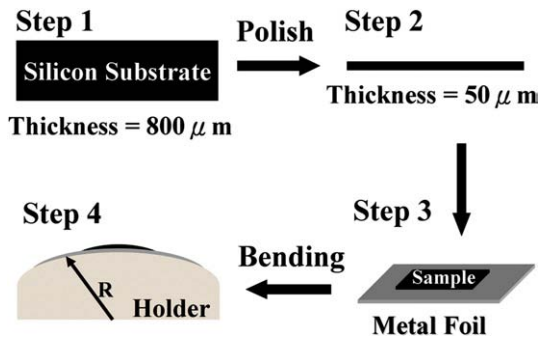 Step 1
Silicon Substrate
Thickness = 800 μ m
Polish
Step 2
Thickness = 50 μ m
Step 3
Sample
Metal Foil
Bending
Step 4
R
Holder